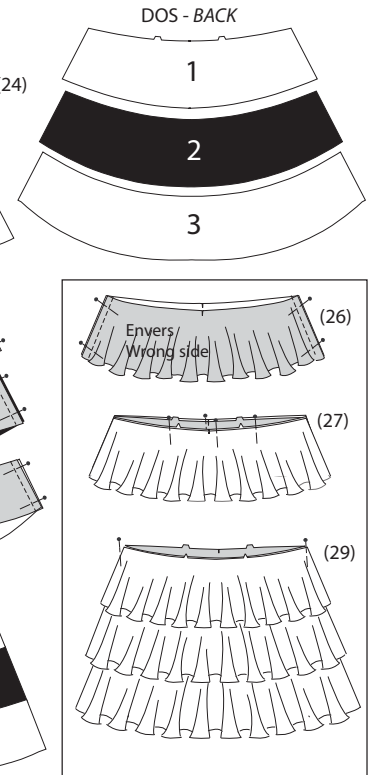 DOS - BACK
(24)
1
2
3
Envers
Wrong side
(26)
(27)
(29)